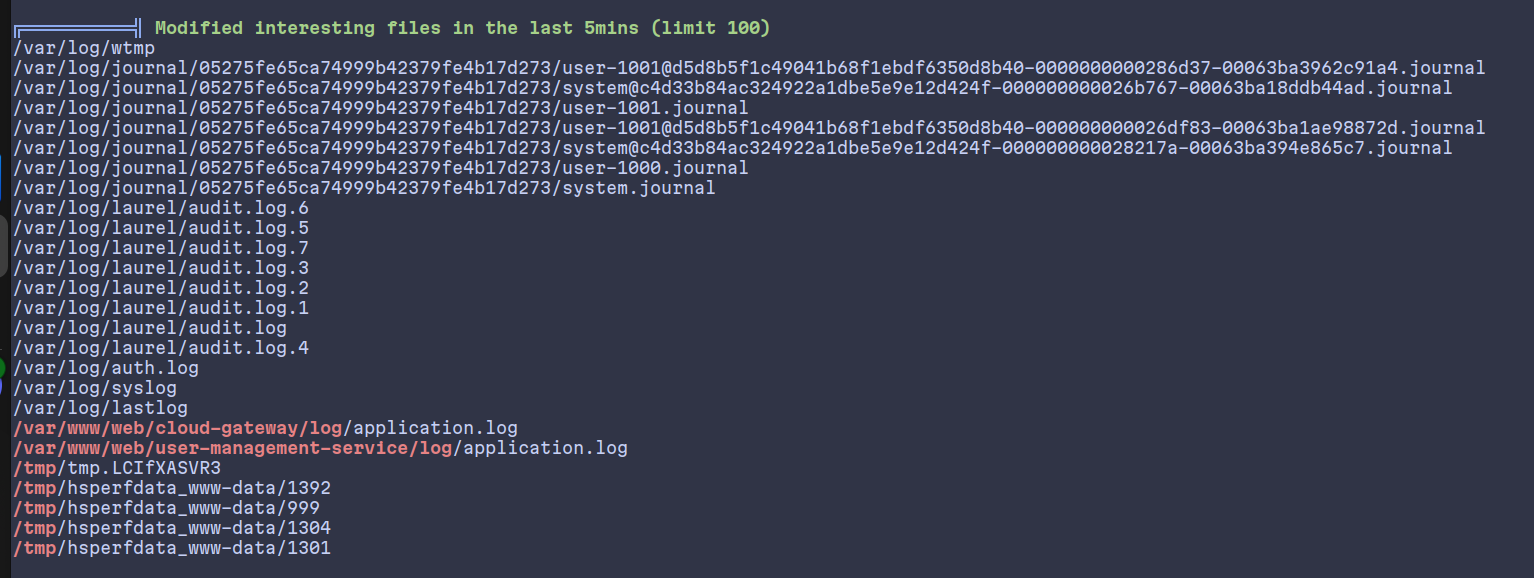 ╔══════════╣ Modified interesting files in the last 5mins (limit 100)
/var/log/wtmp
/var/log/journal/05275fe65ca74999b42379fe4b17d273/user-1001@d5d8b5f1c49041b68f1ebdf6350d8b40-0000000000286d37-00063ba3962c91a4.journal
/var/log/journal/05275fe65ca74999b42379fe4b17d273/system@c4d33b84ac324922a1dbe5e9e12d424f-000000000026b767-00063ba18ddb44ad.journal
/var/log/journal/05275fe65ca74999b42379fe4b17d273/user-1001.journal
/var/log/journal/05275fe65ca74999b42379fe4b17d273/user-1001@d5d8b5f1c49041b68f1ebdf6350d8b40-000000000026df83-00063ba1ae98872d.journal
/var/log/journal/05275fe65ca74999b42379fe4b17d273/system@c4d33b84ac324922a1dbe5e9e12d424f-000000000028217a-00063ba394e865c7.journal
/var/log/journal/05275fe65ca74999b42379fe4b17d273/user-1000.journal
/var/log/journal/05275fe65ca74999b42379fe4b17d273/system.journal
/var/log/laurel/audit.log.6
/var/log/laurel/audit.log.5
/var/log/laurel/audit.log.7
/var/log/laurel/audit.log.3
/var/log/laurel/audit.log.2
/var/log/laurel/audit.log.1
/var/log/laurel/audit.log
/var/log/laurel/audit.log.4
/var/log/auth.log
/var/log/syslog
/var/log/lastlog
/var/www/web/cloud-gateway/log/application.log
/var/www/web/user-management-service/log/application.log
/tmp/tmp.LCIfXASVR3
/tmp/hsperfdata_www-data/1392
/tmp/hsperfdata_www-data/999
/tmp/hsperfdata_www-data/1304
/tmp/hsperfdata_www-data/1301